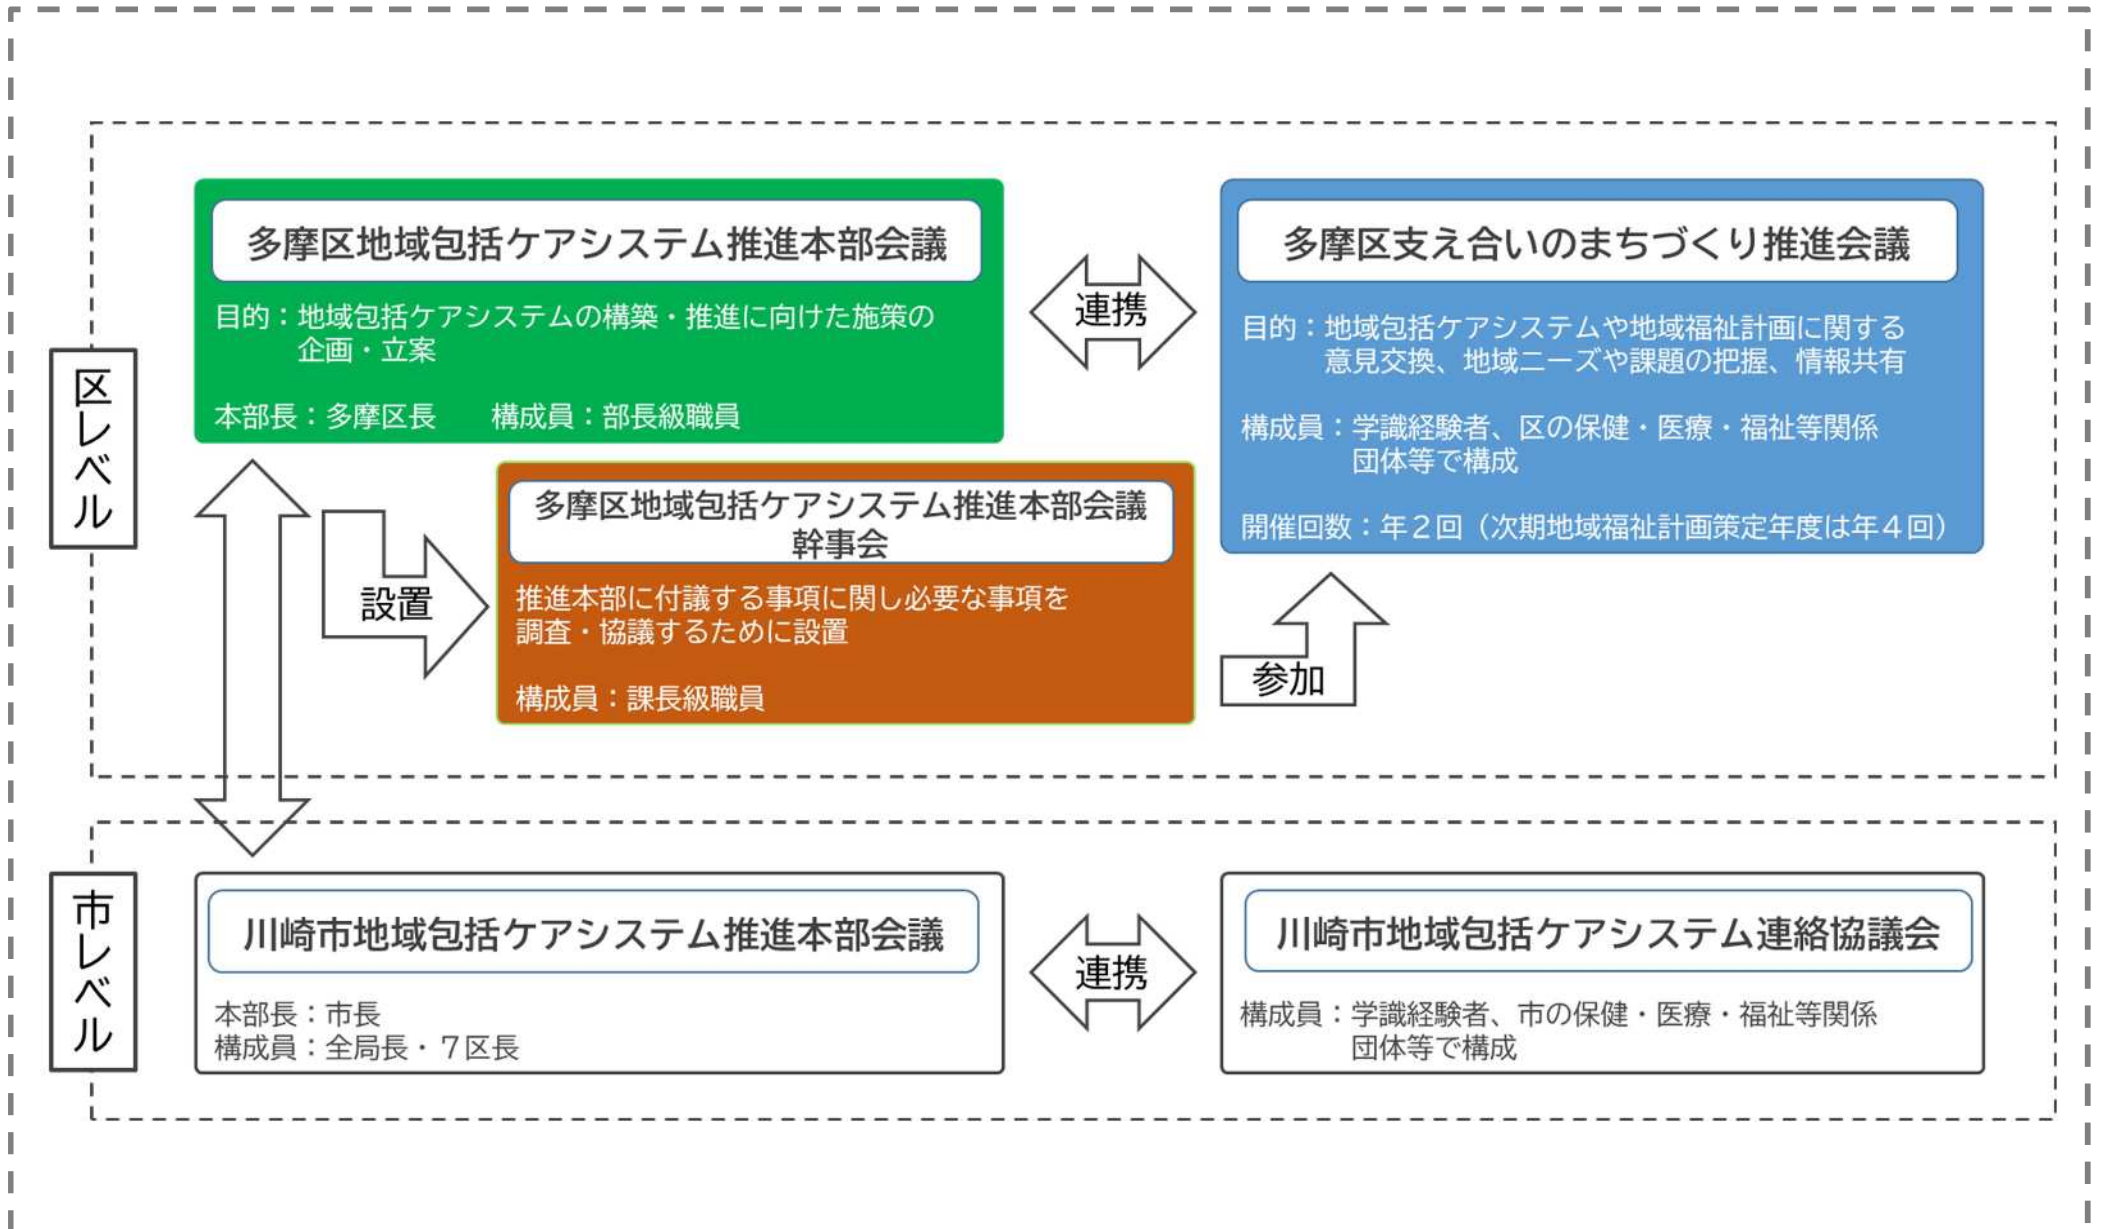 区レベル
多摩区地域包括ケアシステム推進本部会議
目的：地域包括ケアシステムの構築・推進に向けた施策の
企画・立案
本部長：多摩区長　　構成員：部長級職員
連携
多摩区支え合いのまちづくり推進会議
目的：地域包括ケアシステムや地域福祉計画に関する
意見交換、地域ニーズや課題の把握、情報共有
構成員：学識経験者、区の保健・医療・福祉等関係
団体等で構成
開催回数：年２回（次期地域福祉計画策定年度は年４回）
設置
多摩区地域包括ケアシステム推進本部会議
幹事会
推進本部に付議する事項に関し必要な事項を
調査・協議するために設置
構成員：課長級職員
参加
市レベル
川崎市地域包括ケアシステム推進本部会議
本部長：市長
構成員：全局長・７区長
連携
川崎市地域包括ケアシステム連絡協議会
構成員：学識経験者、市の保健・医療・福祉等関係
団体等で構成